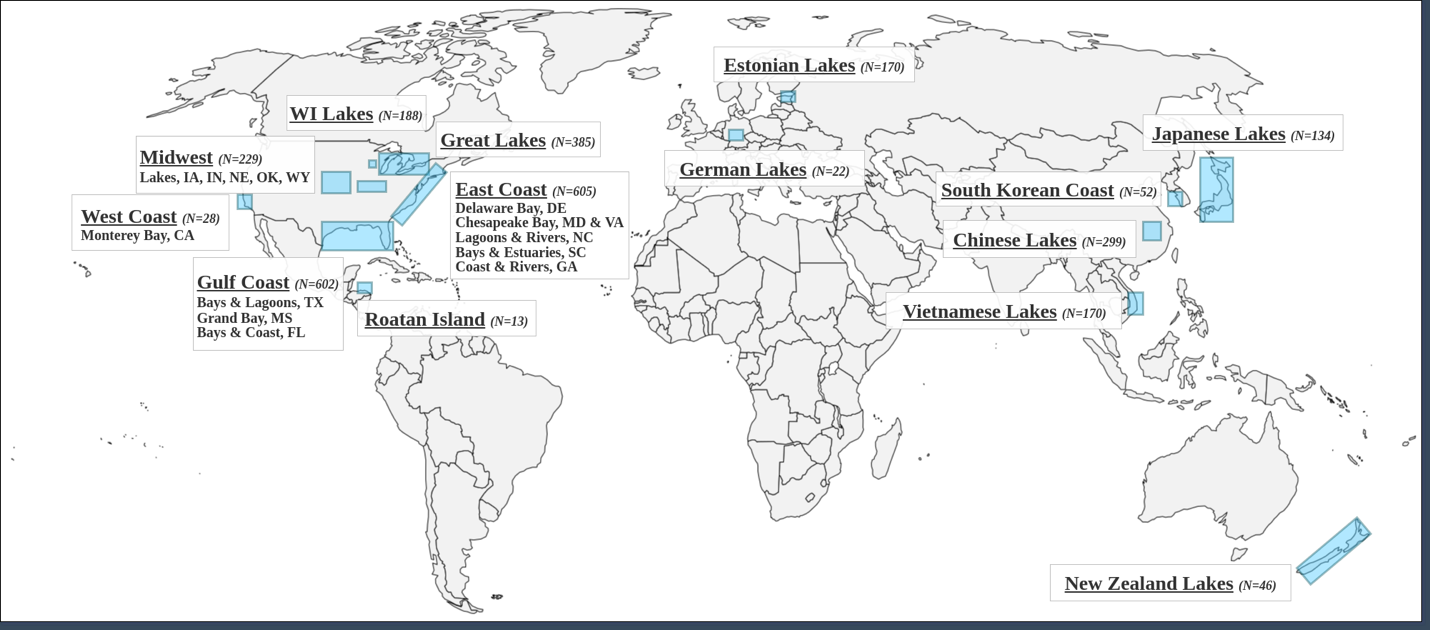 Estonian Lakes (N=170)
WI Lakes (N=188)
Great Lakes (N=385)
Japanese Lakes (N=134)
Midwest (N=229)
Lakes, IA, IN, NE, OK, WY
German Lakes (N=22)
South Korean Coast (N=52)
West Coast (N=28)
Monterey Bay, CA
East Coast (N=605)
Delaware Bay, DE
Chesapeake Bay, MD & VA
Lagoons & Rivers, NC
Bays & Estuaries, SC
Coast & Rivers, GA
Chinese Lakes (N=299)
Gulf Coast (N=602)
Bays & Lagoons, TX
Grand Bay, MS
Bays & Coast, FL
Roatan Island (N=13)
Vietnamese Lakes (N=170)
New Zealand Lakes (N=46)